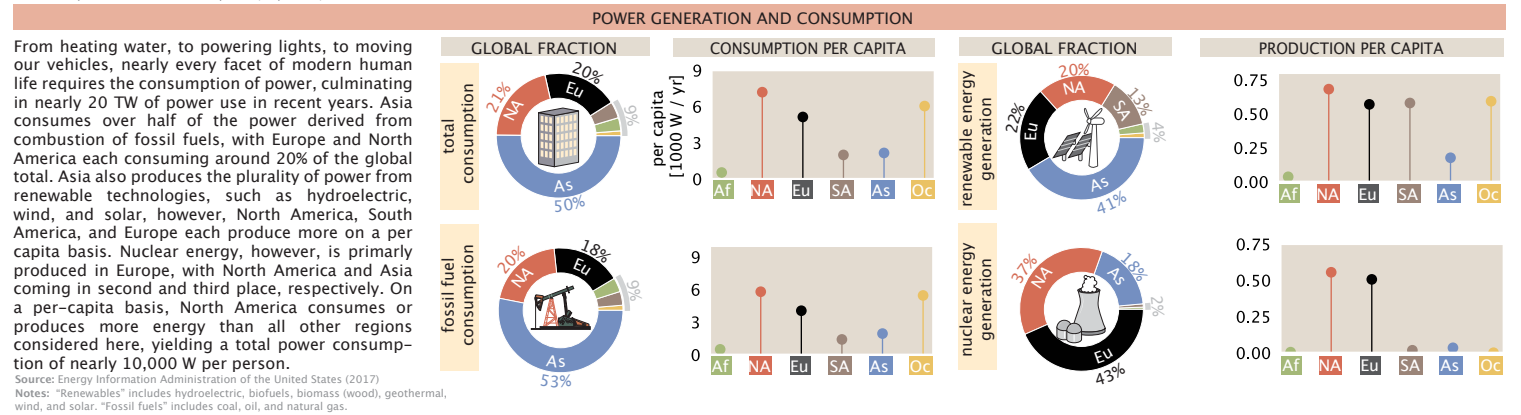 POWER GENERATION AND CONSUMPTION
From heating water, to powering lights, to moving
our vehicles, nearly every facet of modern human
life requires the consumption of power, culminating
in nearly 20 TW of power use in recent years. Asia
consumes over half of the power derived from
combustion of fossil fuels, with Europe and North
America each consuming around 20% of the global
total. Asia also produces the plurality of power from
renewable technologies, such as hydroelectric,
wind, and solar, however, North America, South
America, and Europe each produce more on a per
capita basis. Nuclear energy, however, is primarily
produced in Europe, with North America and Asia
coming in second and third place, respectively. On
a per-capita basis, North America consumes or
produces more energy than all other regions
considered here, yielding a total power consump-
tion of nearly 10,000 W per person.
Source: Energy Information Administration of the United States (2017)
Notes: "Renewables" includes hydroelectric, biofuels, biomass (wood), geothermal,
wind, and solar. "Fossil fuels" includes coal, oil, and natural gas.
GLOBAL FRACTION
total
consumption
21%
NA
20%
Eu
9%
As
50%
fossil fuel
consumption
20%
NA
18%
Eu
9%
As
53%
CONSUMPTION PER CAPITA
per capita
[1000 W / yr]
9
6
3
0
Af NA Eu SA As Oc
9
6
3
0
Af NA Eu SA As Oc
GLOBAL FRACTION
renewable energy
generation
20%
NA
13%
SA
4%
22%
Eu
As
41%
nuclear energy
generation
37%
NA
18%
As
2%
Eu
43%
PRODUCTION PER CAPITA
0.75
0.50
0.25
0.00
Af NA Eu SA As Oc
0.75
0.50
0.25
0.00
Af NA Eu SA As Oc